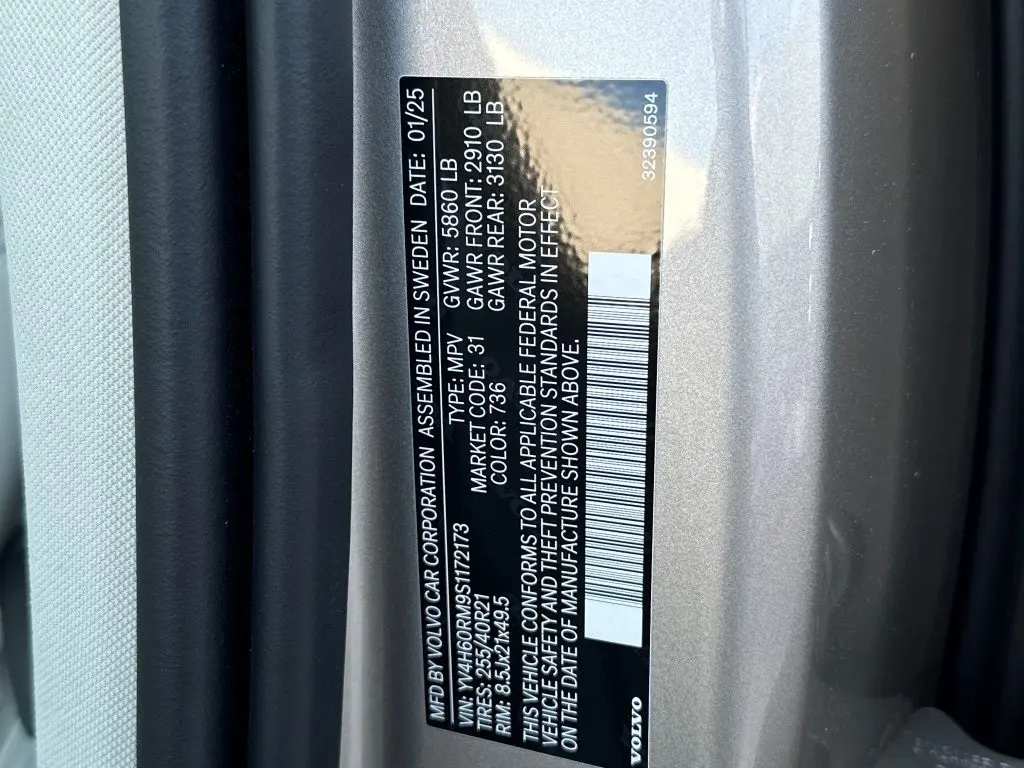 MFD BY VOLVO CAR CORPORATION ASSEMBLED IN SWEDEN DATE: 01/25
VIN: YV4H60RM9S1172173 TYPE: MPV GVWR: 5860 LB
TIRES: 255/40R21 MARKET CODE: 31 GAWR FRONT: 2910 LB
RIM: 8.5Jx21x49.5 COLOR: 736 GAWR REAR: 3130 LB
THIS VEHICLE CONFORMS TO ALL APPLICABLE FEDERAL MOTOR
VEHICLE SAFETY AND THEFT PREVENTION STANDARDS IN EFFECT
ON THE DATE OF MANUFACTURE SHOWN ABOVE.
VOLVO
32390594